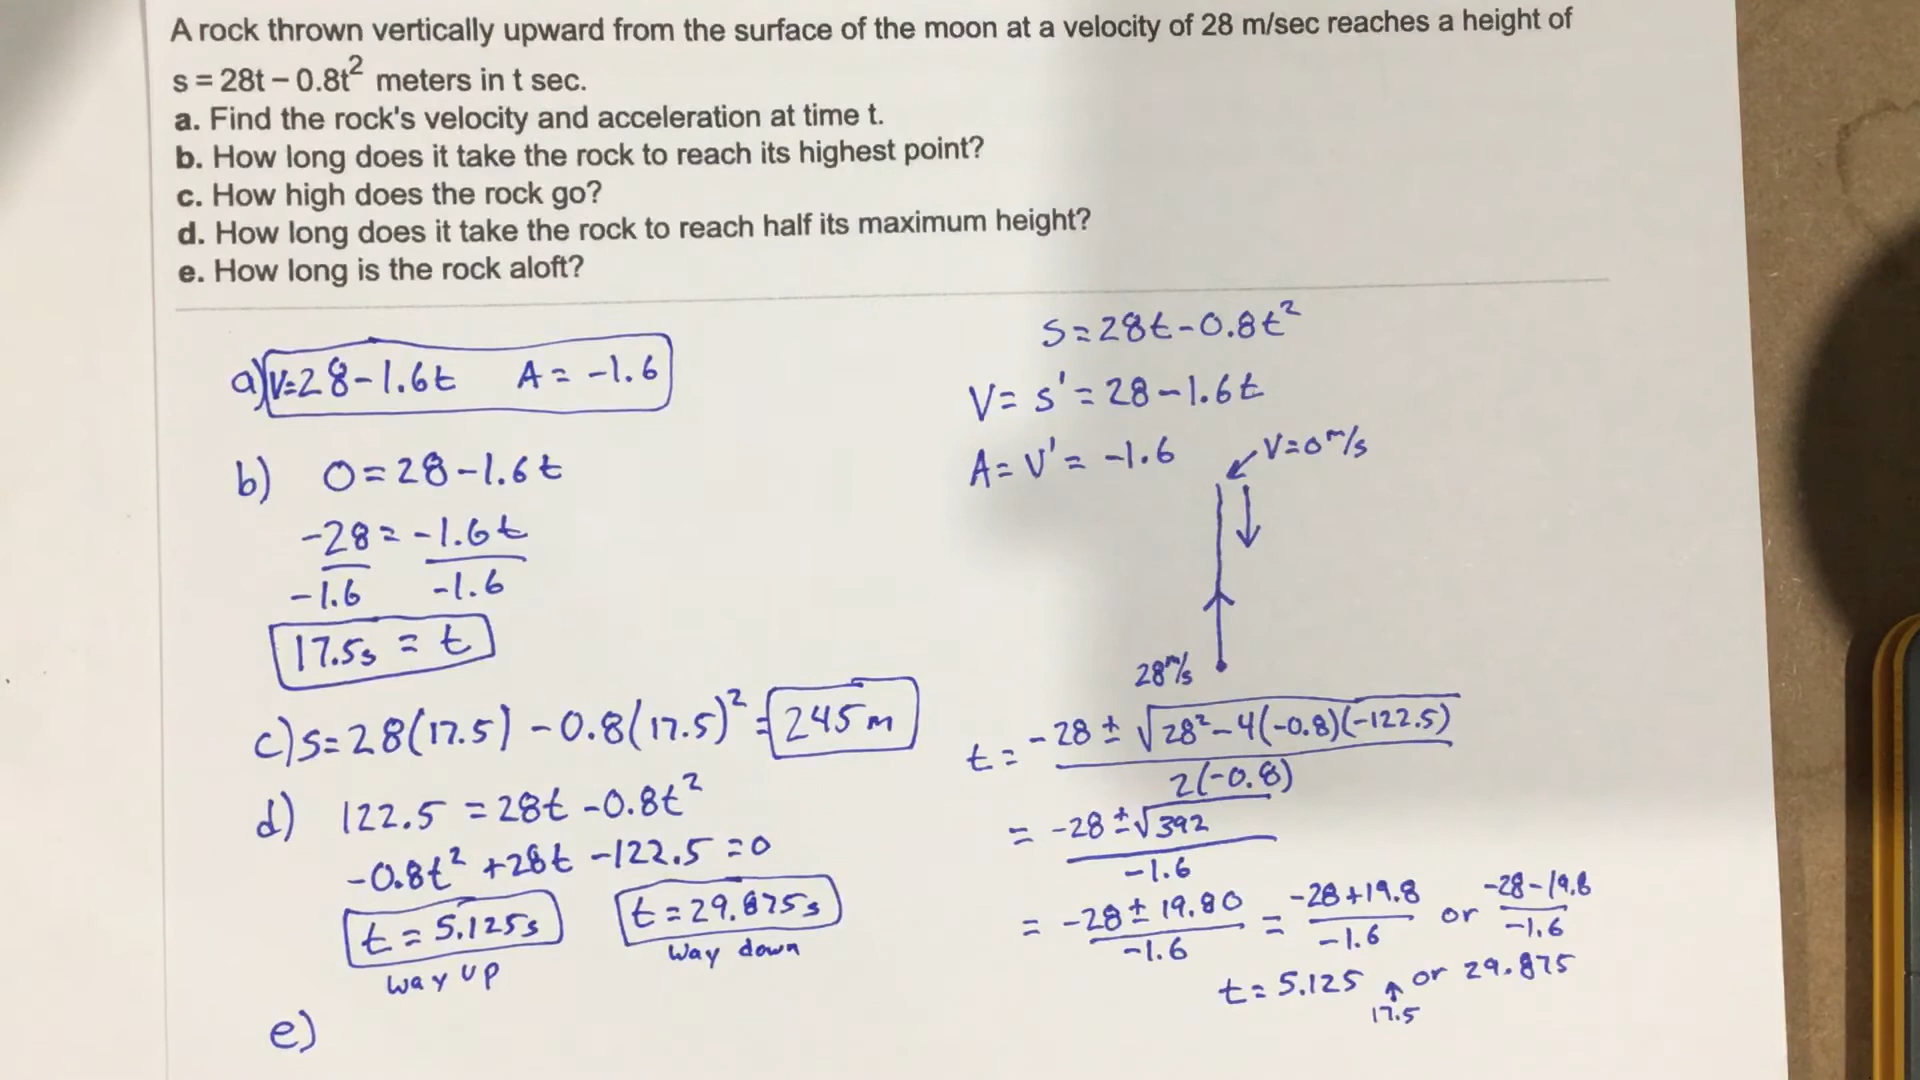 A rock thrown vertically upward from the surface of the moon at a velocity of 28 m/sec reaches a height of
s = 28t – 0.8t² meters in t sec.
a. Find the rock's velocity and acceleration at time t.
b. How long does it take the rock to reach its highest point?
c. How high does the rock go?
d. How long does it take the rock to reach half its maximum height?
e. How long is the rock aloft?
a) V=28-1.6t A = -1.6
b) 0=28-1.6t
-28 = -1.6t
-1.6 -1.6
17.5s = t
c) S=28(17.5) -0.8(17.5)² = 245m
d) 122.5 = 28t -0.8t²
-0.8t² +28t -122.5 =0
t = 5.125s t = 29.875s
way up way down
e)
S=28t-0.8t²
V= s' = 28-1.6t
A= V' = -1.6 V=0 m/s
28 m/s
t = -28 ± √28²-4(-0.8)(-122.5)
2(-0.8)
= -28 ± √392
-1.6
= -28 ± 19.80 = -28+19.8 or -28-19.8
-1.6 -1.6 -1.6
t = 5.125 or 29.875
17.5